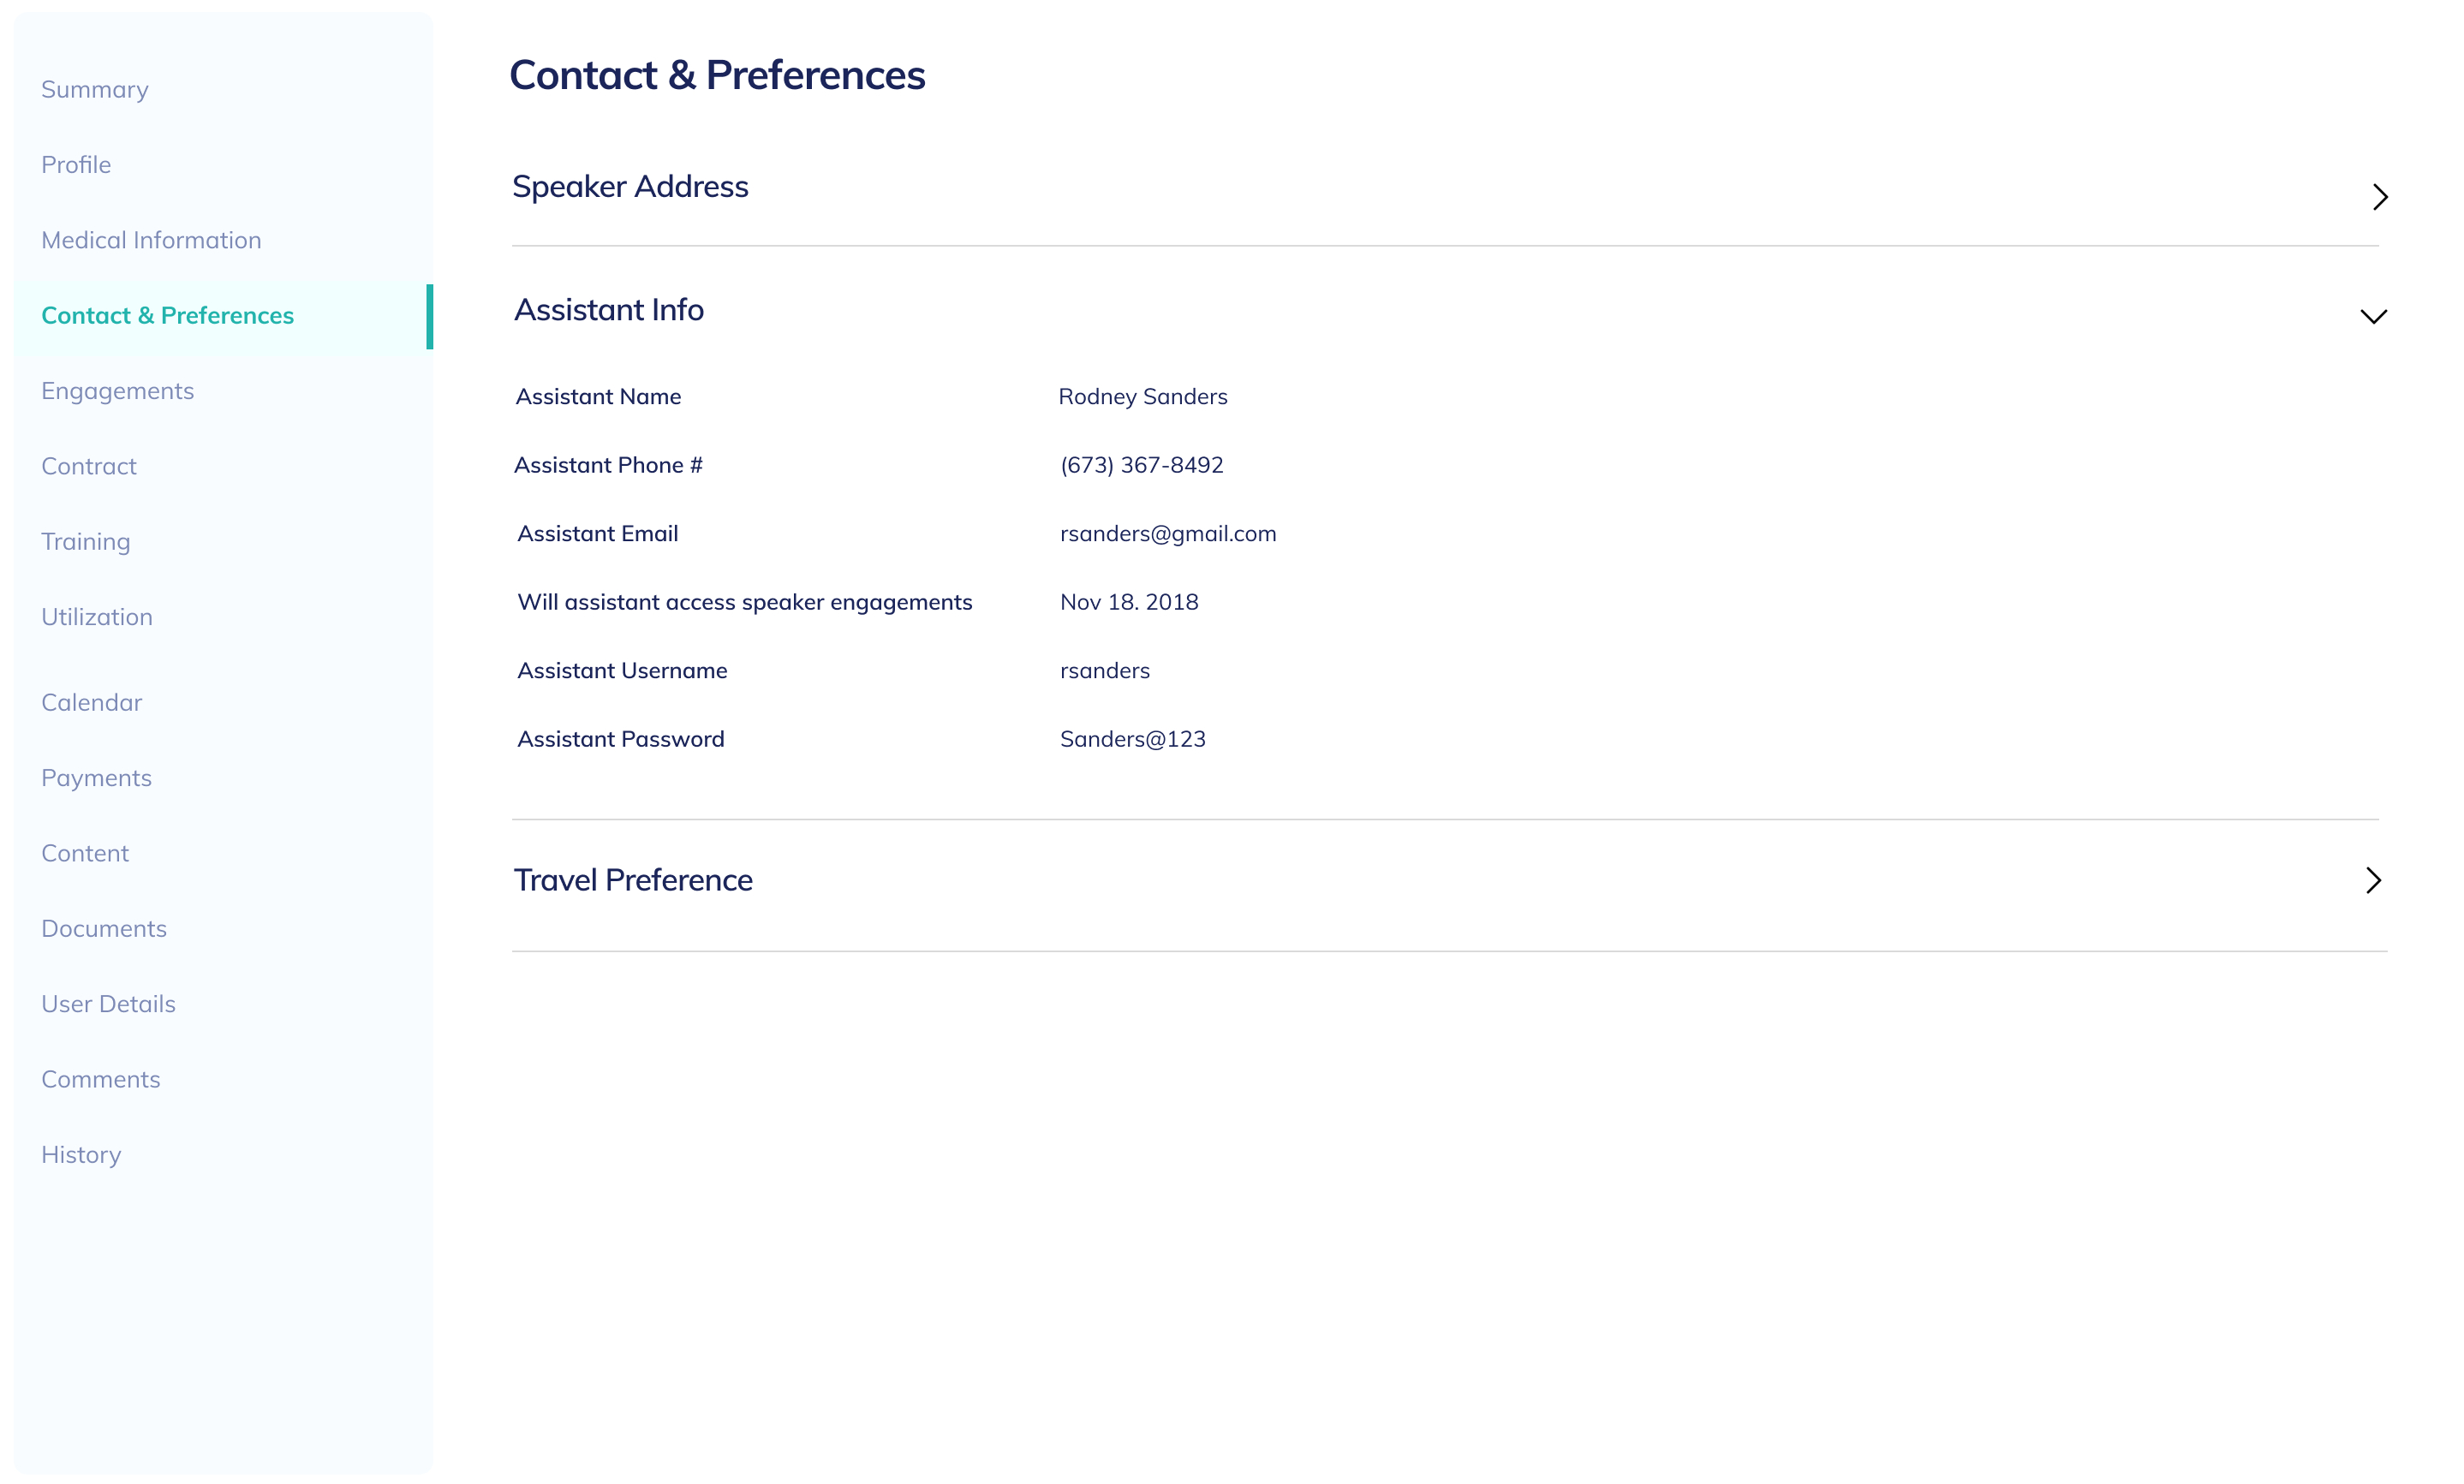 Summary
Profile
Medical Information
Contact & Preferences
Engagements
Contract
Training
Utilization
Calendar
Payments
Content
Documents
User Details
Comments
History
Contact & Preferences
Speaker Address
Assistant Info
Assistant Name Rodney Sanders
Assistant Phone # (673) 367-8492
Assistant Email rsanders@gmail.com
Will assistant access speaker engagements Nov 18. 2018
Assistant Username rsanders
Assistant Password Sanders@123
Travel Preference